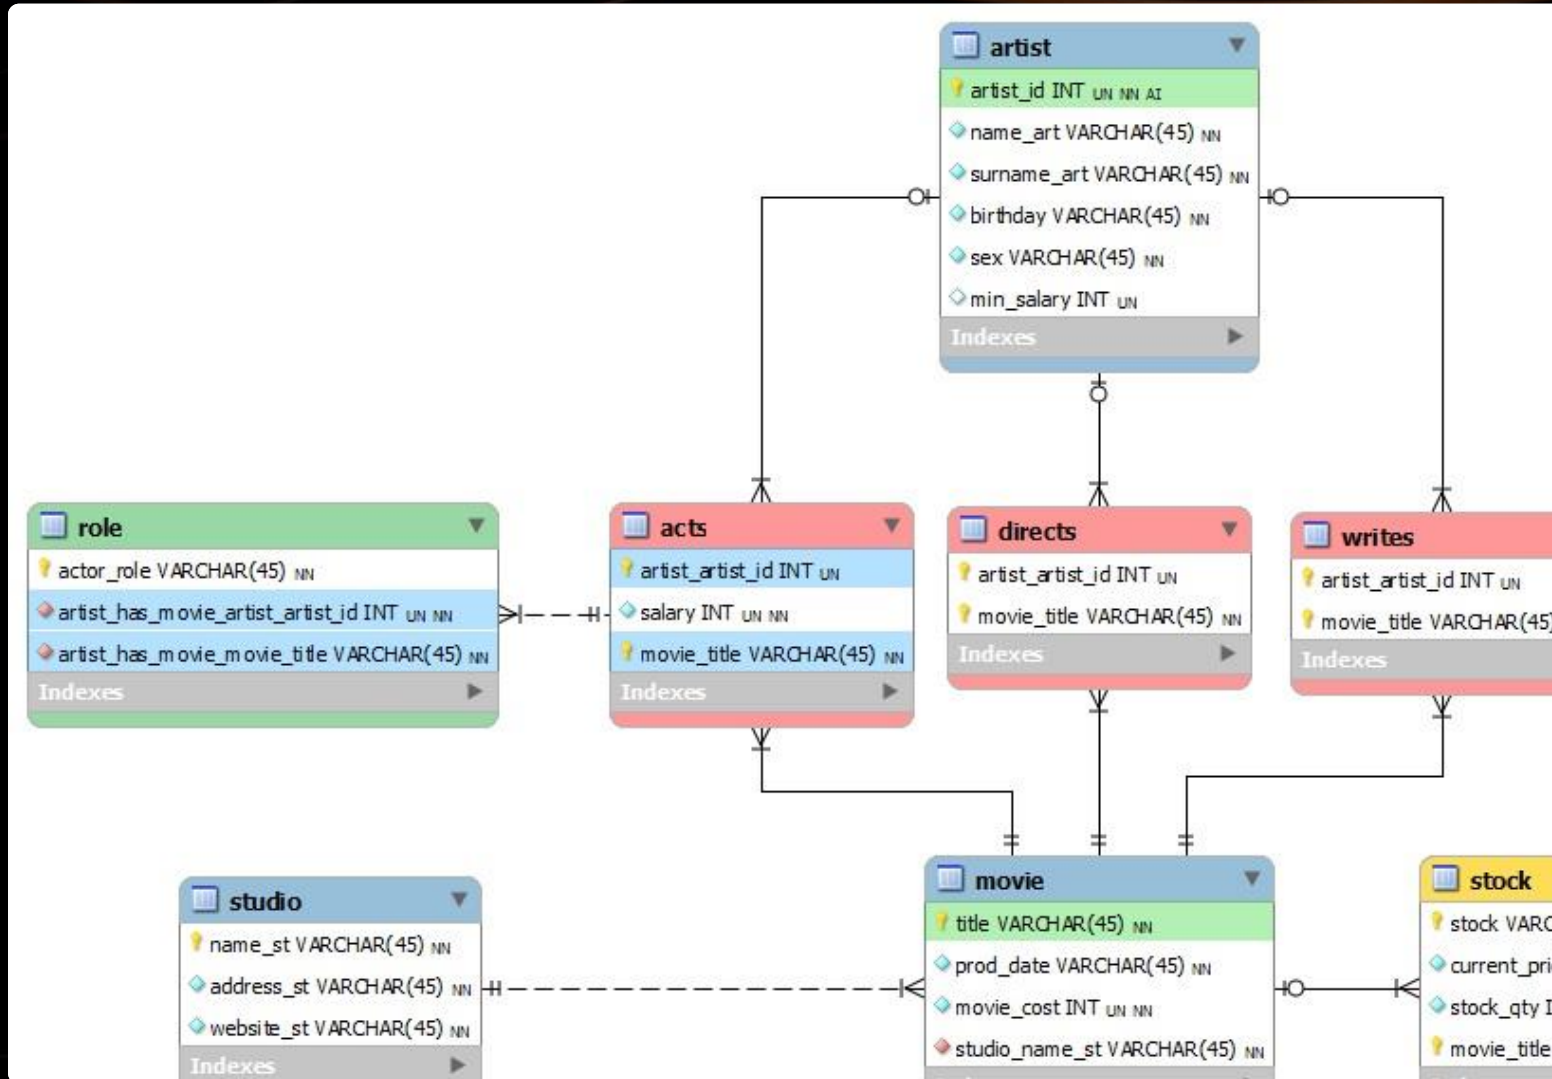 artist
artist_id INT UN NN AI
name_art VARCHAR(45) NN
surname_art VARCHAR(45) NN
birthday VARCHAR(45) NN
sex VARCHAR(45) NN
min_salary INT UN
Indexes
role
actor_role VARCHAR(45) NN
artist_has_movie_artist_artist_id INT UN NN
artist_has_movie_movie_title VARCHAR(45) NN
Indexes
acts
artist_artist_id INT UN
salary INT UN NN
movie_title VARCHAR(45) NN
Indexes
directs
artist_artist_id INT UN
movie_title VARCHAR(45) NN
Indexes
writes
artist_artist_id INT UN
movie_title VARCHAR(45)
Indexes
studio
name_st VARCHAR(45) NN
address_st VARCHAR(45) NN
website_st VARCHAR(45) NN
Indexes
movie
title VARCHAR(45) NN
prod_date VARCHAR(45) NN
movie_cost INT UN NN
studio_name_st VARCHAR(45) NN
stock
stock
stock_qty
movie_title